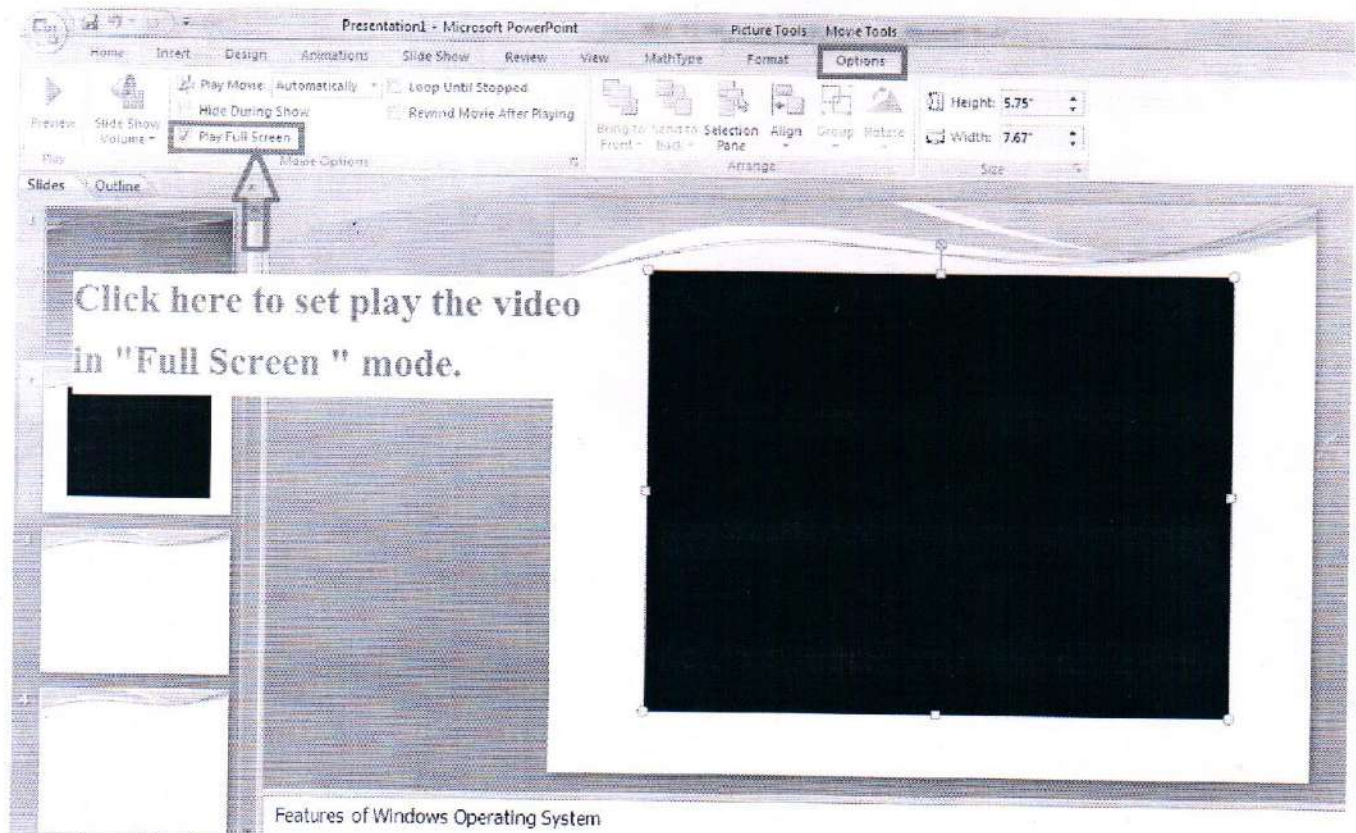 Presentation1 - Microsoft PowerPoint
Picture Tools Movie Tools
Home Insert Design Animations Slide Show Review View MathType Format Options
Play Movie: Automatically
Loop Until Stopped
Height: 5.75"
Hide During Show
Rewind Movie After Playing
Preview
Slide Show Volume
Play Full Screen
Bring to Front
Send to Back
Selection Pane
Align
Group
Rotate
Width: 7.67"
Play
Movie Options
Arrange
Size
Slides Outline
Click here to set play the video
in "Full Screen " mode.
Features of Windows Operating System